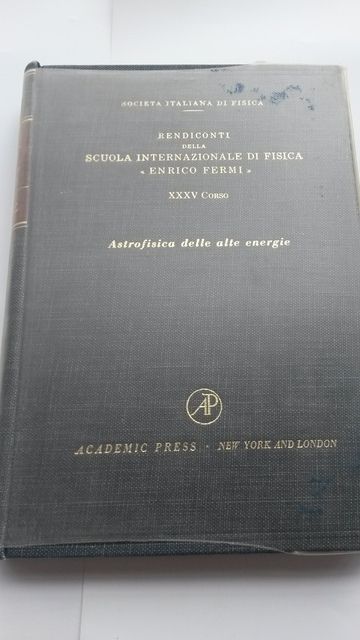 SOCIETA ITALIANA DI FISICA
RENDICONTI
DELLA
SCUOLA INTERNAZIONALE DI FISICA
« ENRICO FERMI »
XXXV CORSO
Astrofisica delle alte energie
AP
ACADEMIC PRESS · NEW YORK AND LONDON